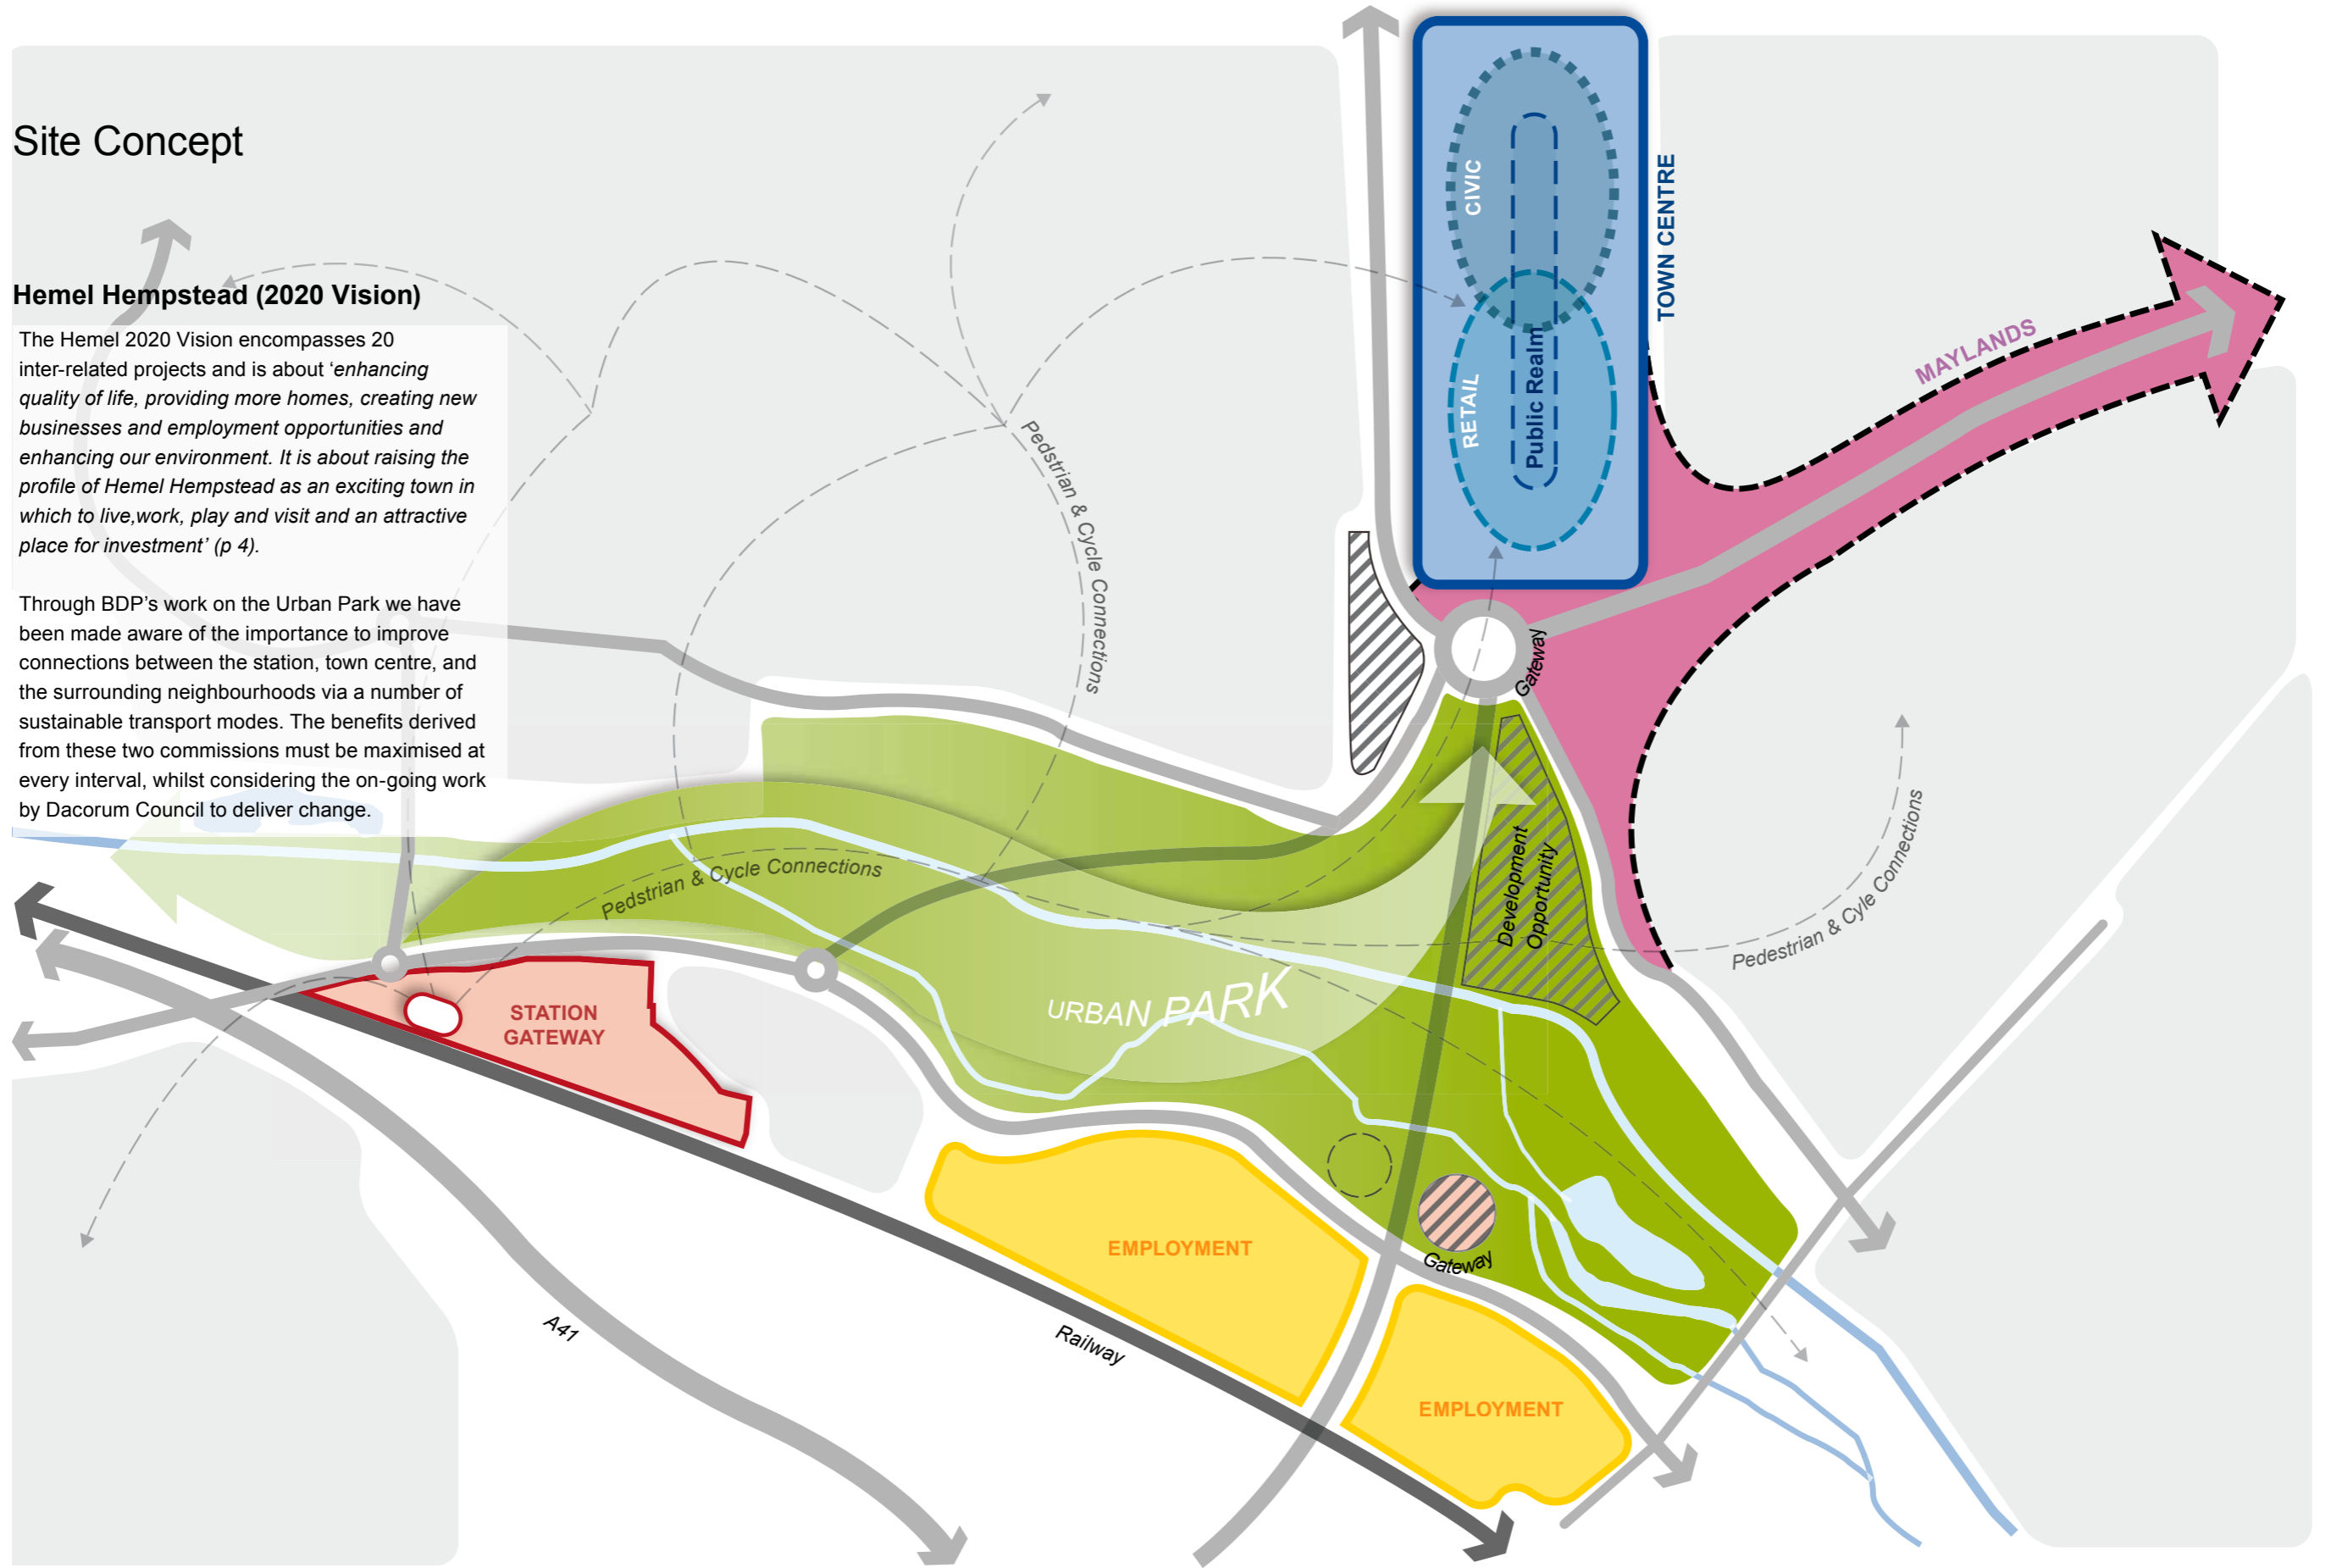 Site Concept
Hemel Hempstead (2020 Vision)
The Hemel 2020 Vision encompasses 20
inter-related projects and is about ‘enhancing
quality of life, providing more homes, creating new
businesses and employment opportunities and
enhancing our environment. It is about raising the
profile of Hemel Hempstead as an exciting town in
which to live,work, play and visit and an attractive
place for investment’ (p 4).
Through BDP’s work on the Urban Park we have
been made aware of the importance to improve
connections between the station, town centre, and
the surrounding neighbourhoods via a number of
sustainable transport modes. The benefits derived
from these two commissions must be maximised at
every interval, whilst considering the on-going work
by Dacorum Council to deliver change.
CIVIC
RETAIL
Public Realm
TOWN CENTRE
MAYLANDS
Pedstrian & Cycle Connections
Gateway
Pedstrian & Cycle Connections
Development
Opportunity
Pedestrian & Cyle Connections
URBAN PARK
STATION
GATEWAY
EMPLOYMENT
Gateway
A41
Railway
EMPLOYMENT